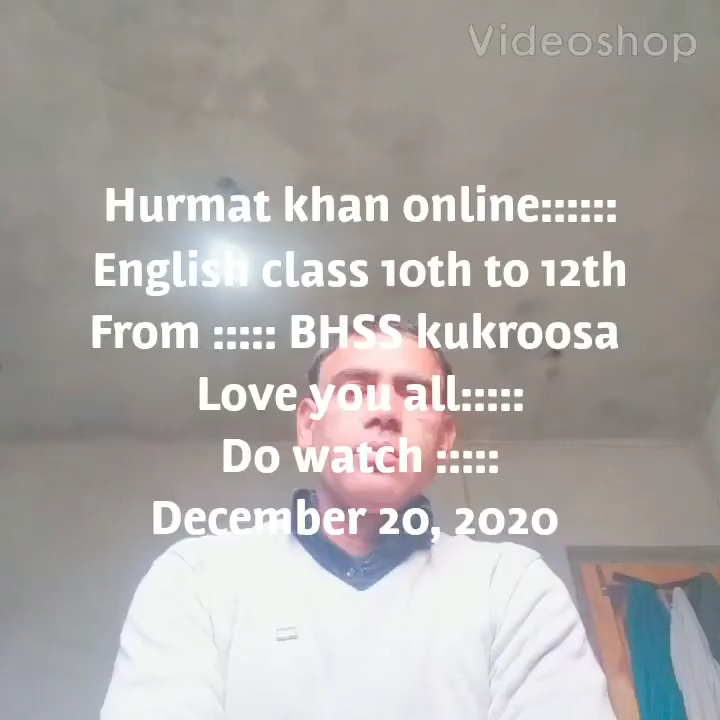 Videoshop
Hurmat khan online::::::
English class 10th to 12th
From ::::: BHSS kukroosa
Love you all:::::
Do watch :::::
December 20, 2020